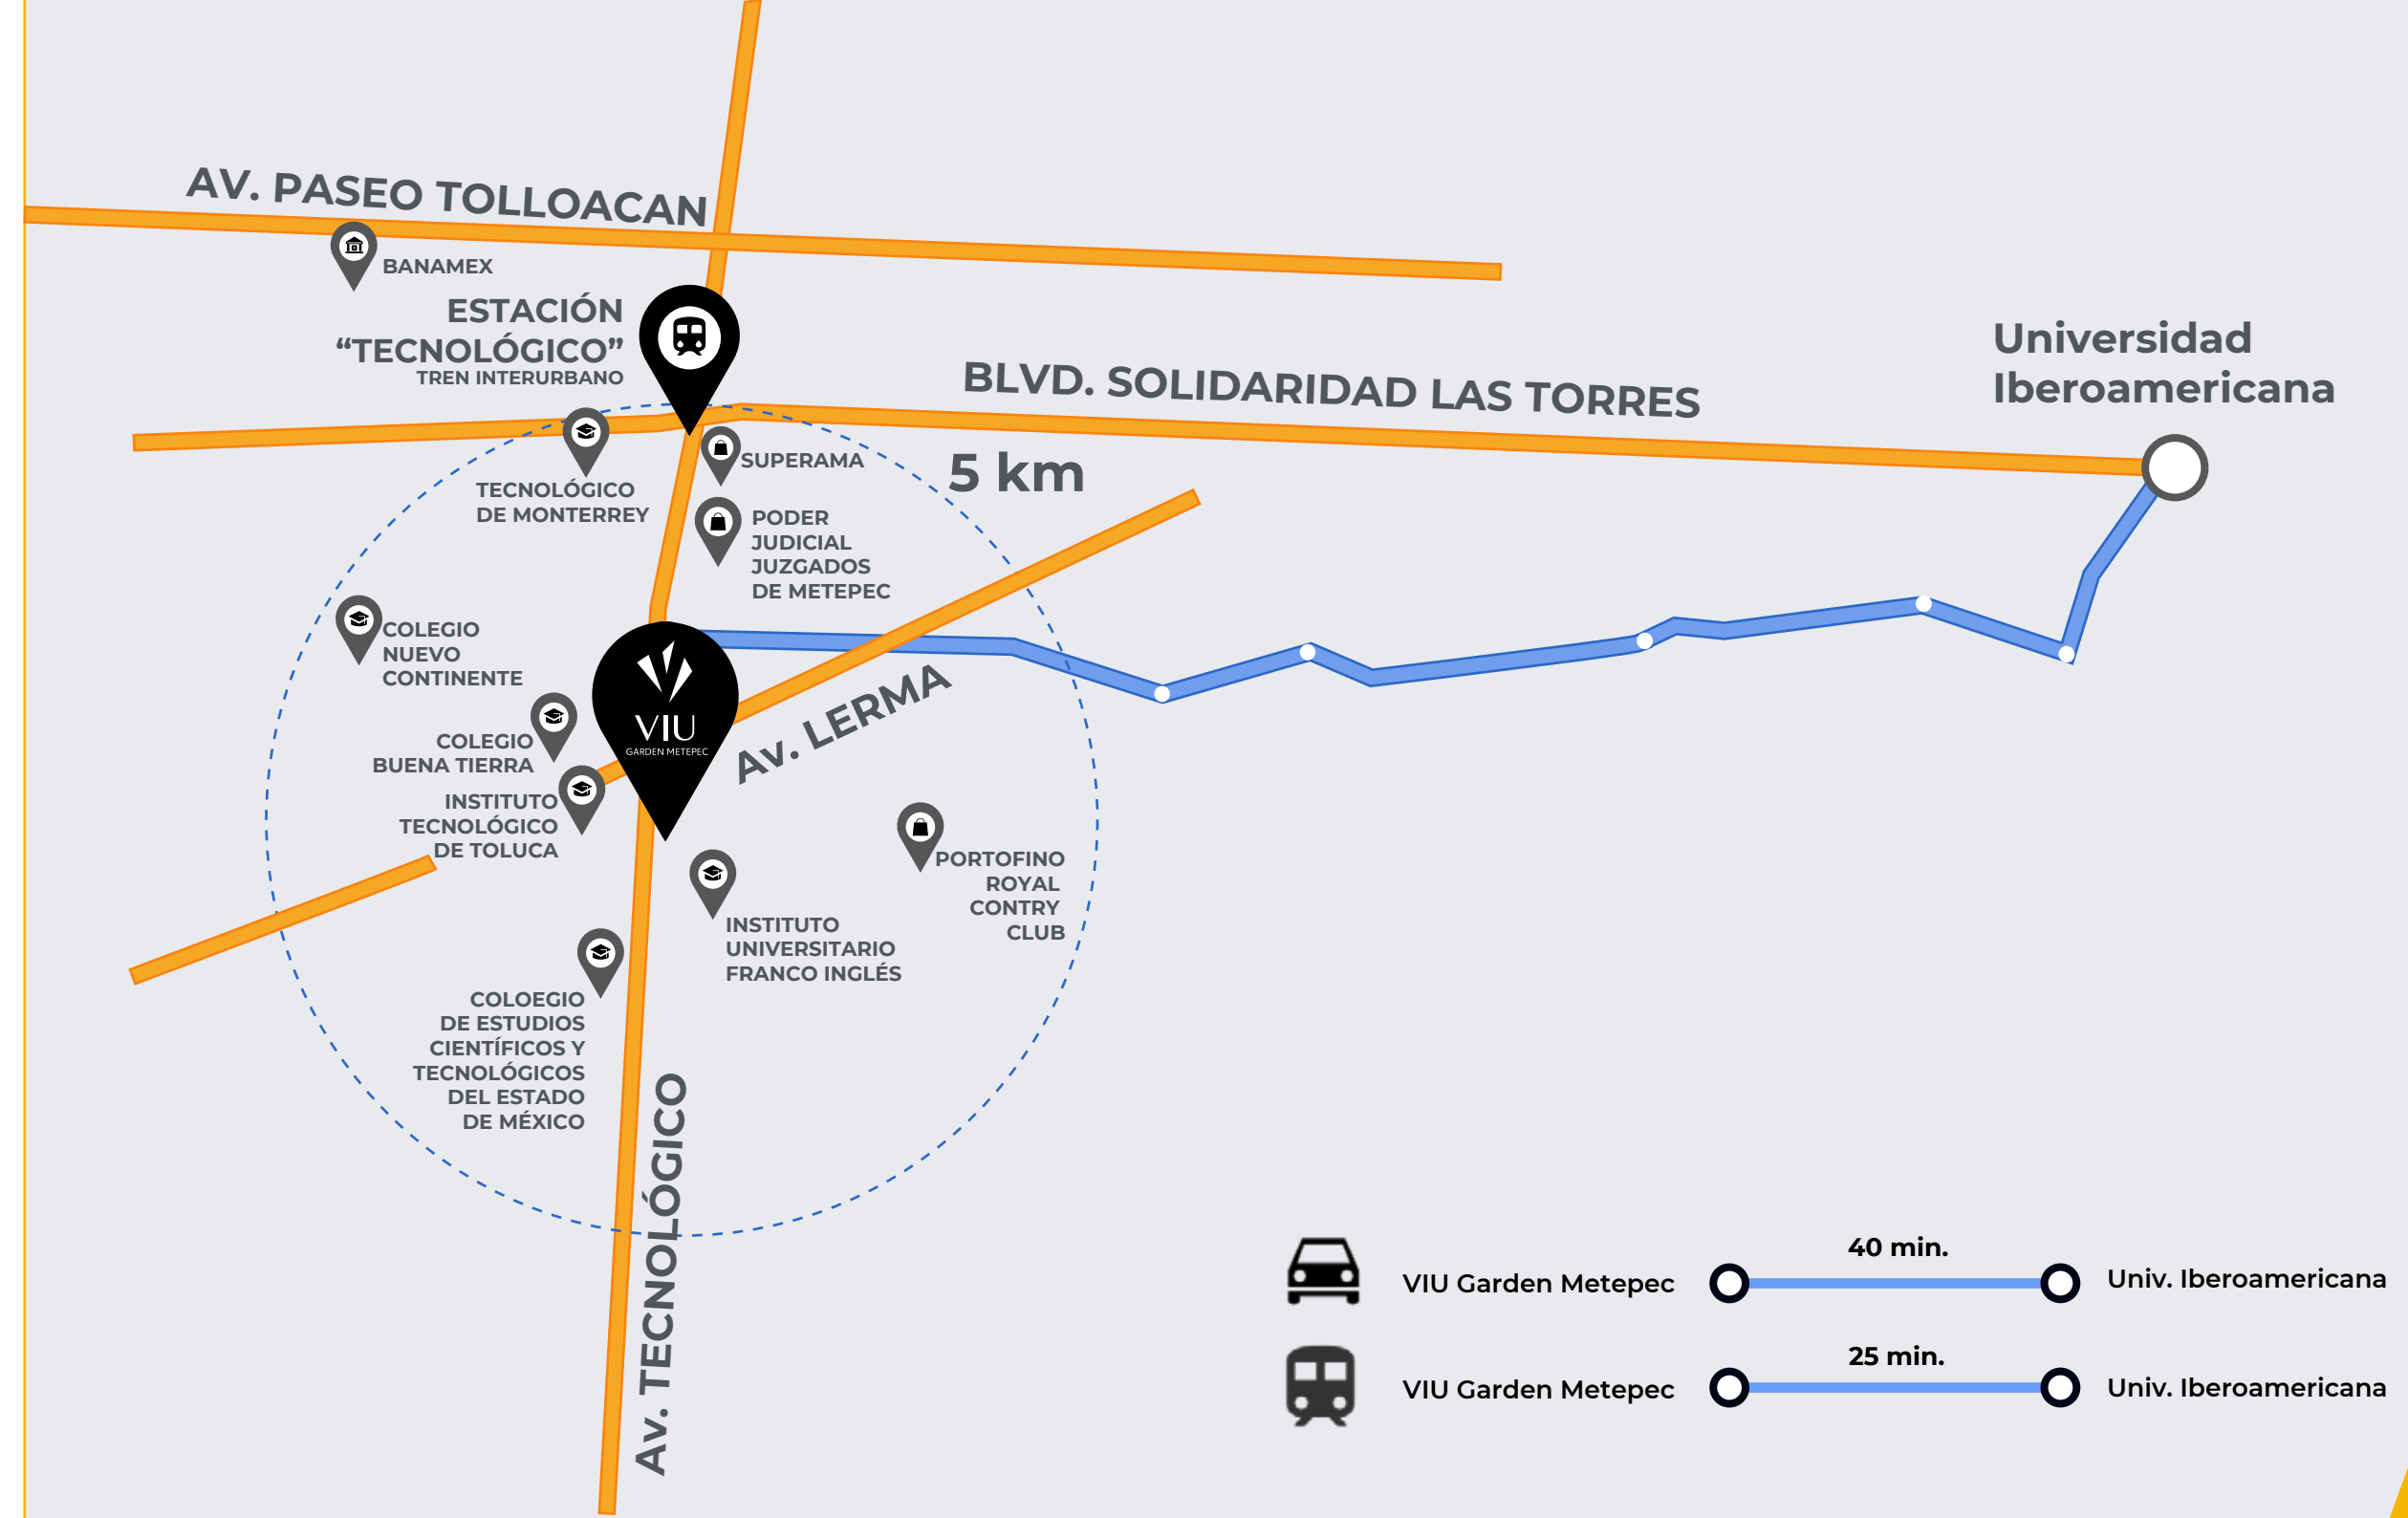 AV. PASEO TOLLOACAN
BANAMEX
ESTACIÓN
“TECNOLÓGICO”
TREN INTERURBANO
BLVD. SOLIDARIDAD LAS TORRES
Universidad
Iberoamericana
SUPERAMA
5 km
TECNOLÓGICO
DE MONTERREY
PODER
JUDICIAL
JUZGADOS
DE METEPEC
COLEGIO
NUEVO
CONTINENTE
VIU
GARDEN METEPEC
Av. LERMA
COLEGIO
BUENA TIERRA
INSTITUTO
TECNOLÓGICO
DE TOLUCA
PORTOFINO
ROYAL
CONTRY
CLUB
INSTITUTO
UNIVERSITARIO
FRANCO INGLÉS
COLOEGIO
DE ESTUDIOS
CIENTÍFICOS Y
TECNOLÓGICOS
DEL ESTADO
DE MÉXICO
Av. TECNOLÓGICO
40 min.
VIU Garden Metepec
Univ. Iberoamericana
25 min.
VIU Garden Metepec
Univ. Iberoamericana